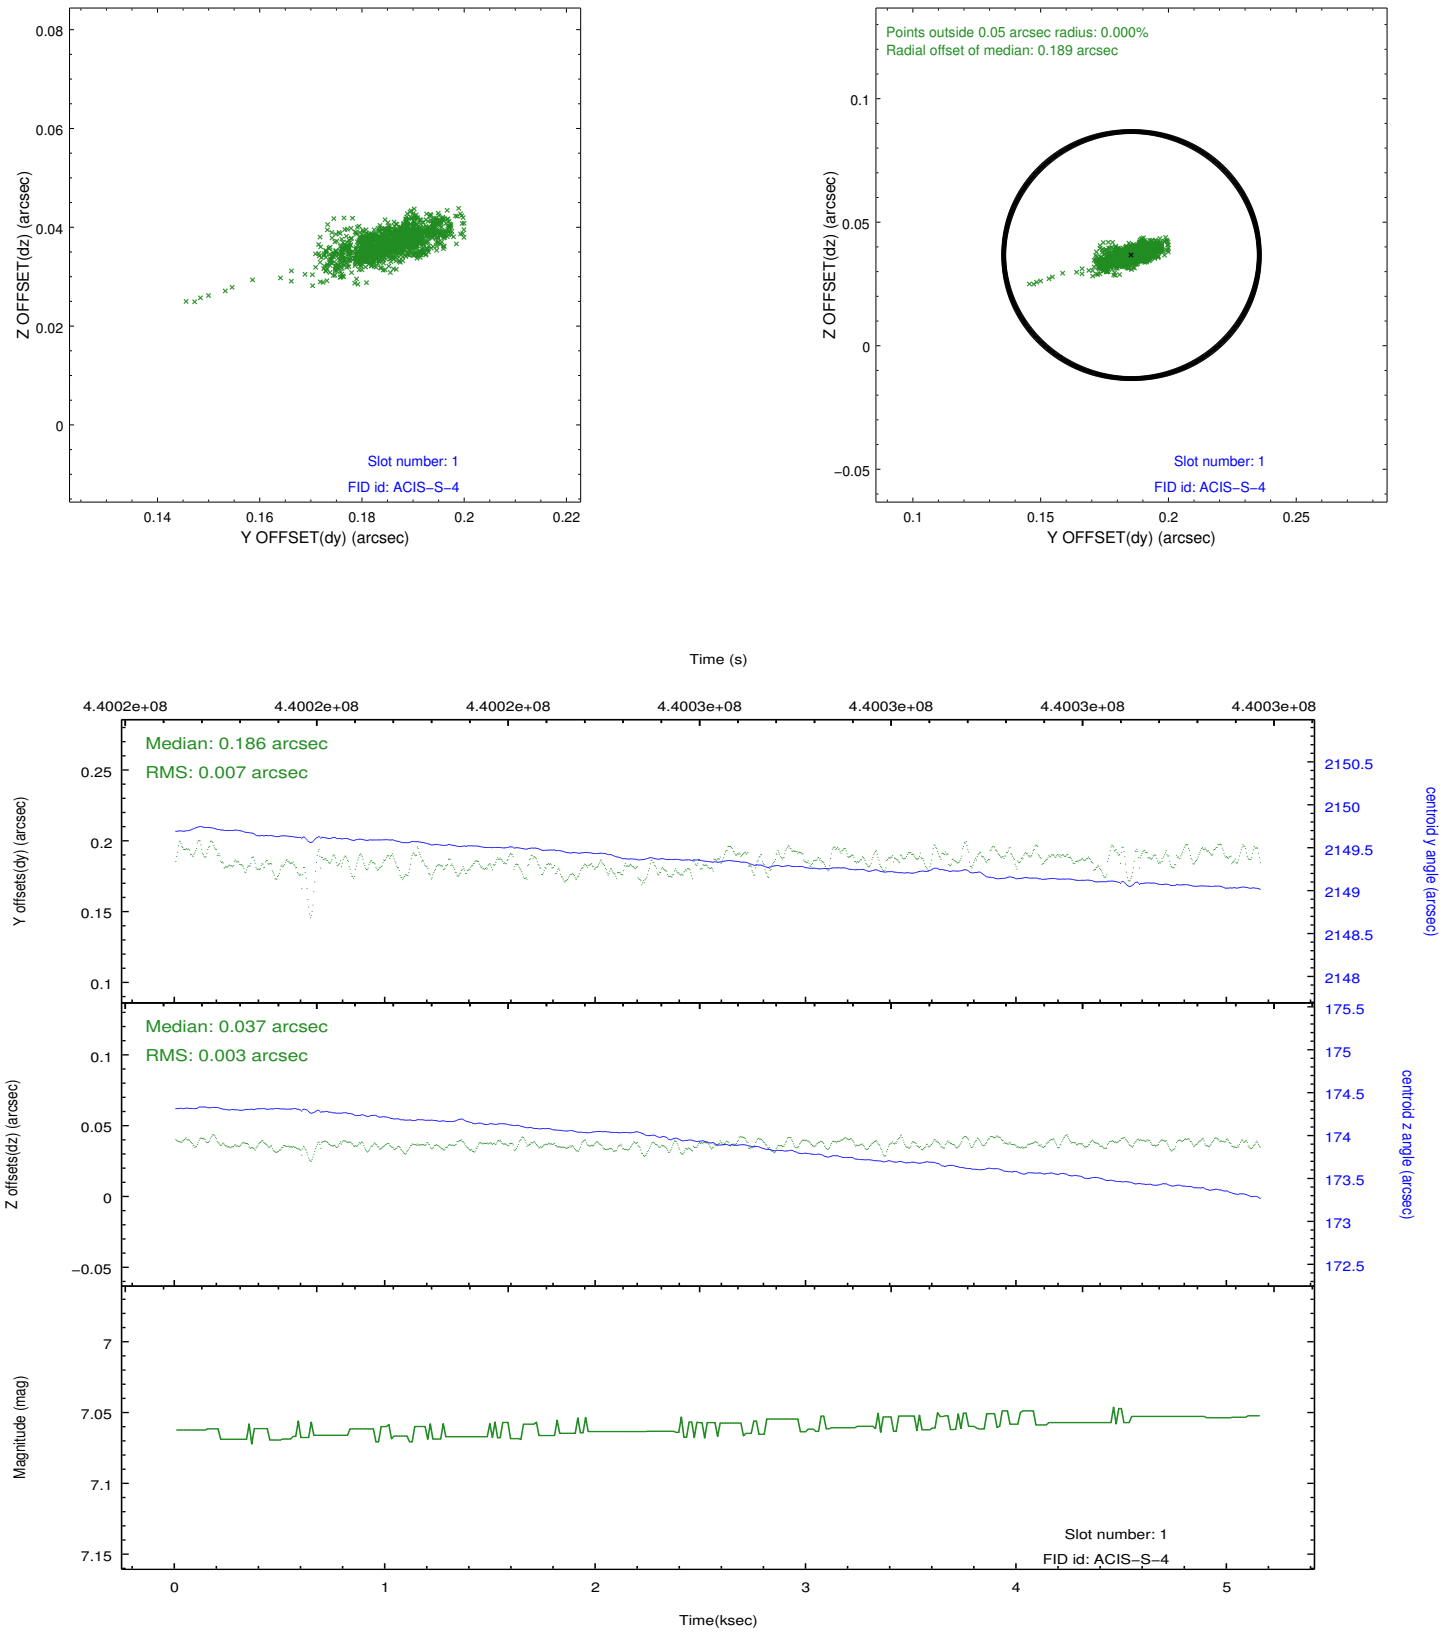 0.08
0.06
0.04
0.02
0
Z OFFSET(dz) (arcsec)
Slot number: 1
FID id: ACIS−S−4
0.14 0.16 0.18 0.2 0.22
Y OFFSET(dy) (arcsec)
Points outside 0.05 arcsec radius: 0.000%
Radial offset of median: 0.189 arcsec
0.1
0.05
0
−0.05
Z OFFSET(dz) (arcsec)
Slot number: 1
FID id: ACIS−S−4
0.1 0.15 0.2 0.25
Y OFFSET(dy) (arcsec)
Time (s)
4.4002e+08 4.4002e+08 4.4002e+08 4.4003e+08 4.4003e+08 4.4003e+08 4.4003e+08
Median: 0.186 arcsec
RMS: 0.007 arcsec
0.25
0.2
0.15
0.1
Y offsets(dy) (arcsec)
2150.5
2150
2149.5
2149
2148.5
2148
centroid y angle (arcsec)
Median: 0.037 arcsec
RMS: 0.003 arcsec
0.1
0.05
0
−0.05
Z offsets(dz) (arcsec)
175.5
175
174.5
174
173.5
173
172.5
centroid z angle (arcsec)
7
7.05
7.1
7.15
Magnitude (mag)
Slot number: 1
FID id: ACIS−S−4
0 1 2 3 4 5
Time(ksec)